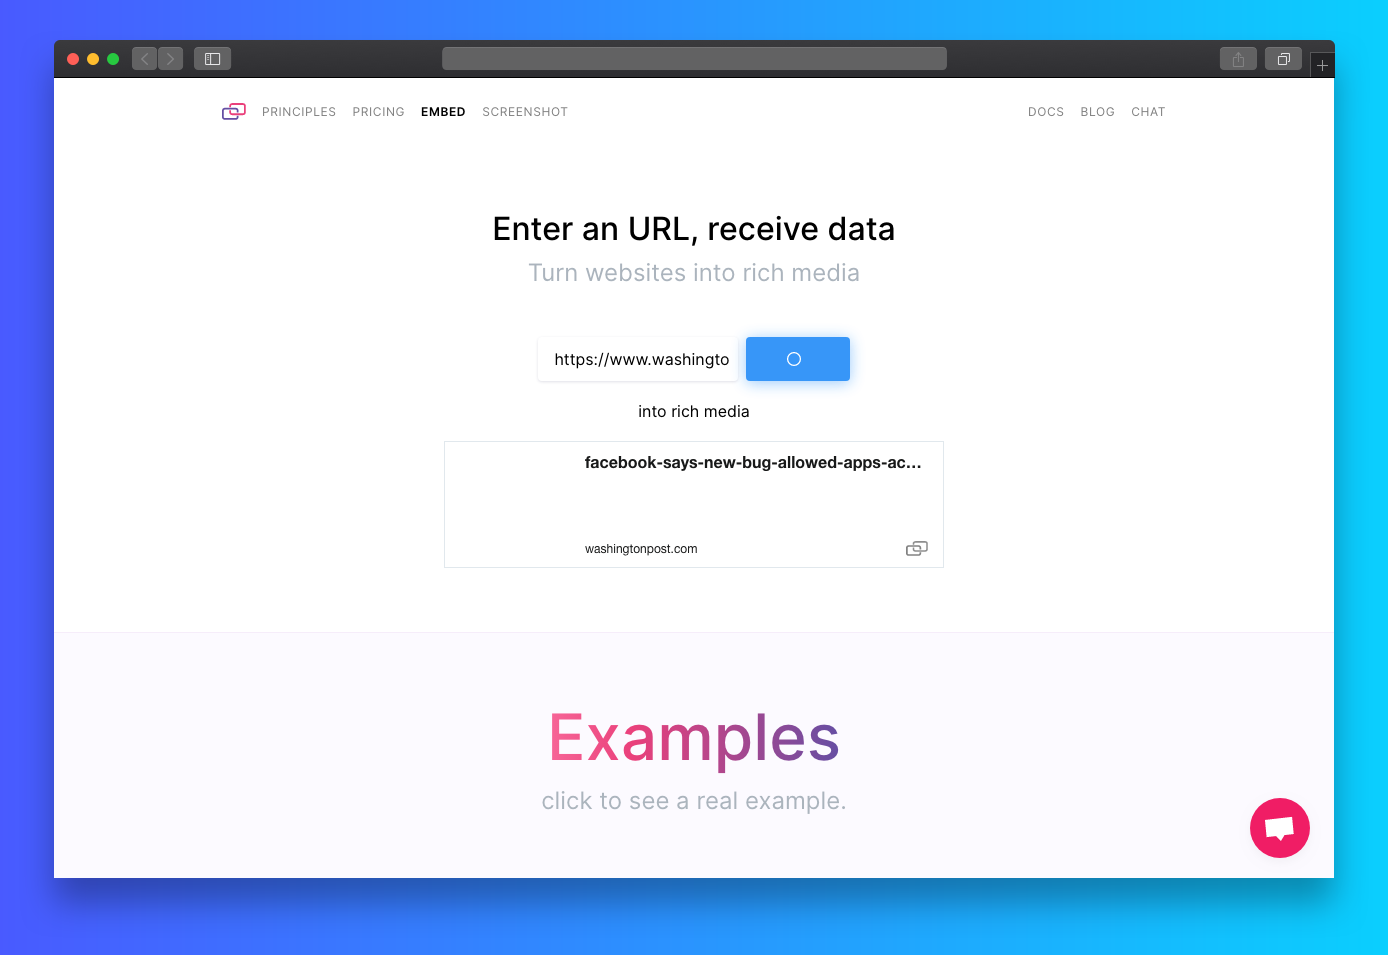 PRINCIPLES PRICING EMBED SCREENSHOT DOCS BLOG CHAT
Enter an URL, receive data
Turn websites into rich media
https://www.washingto
into rich media
facebook-says-new-bug-allowed-apps-ac...
washingtonpost.com
Examples
click to see a real example.